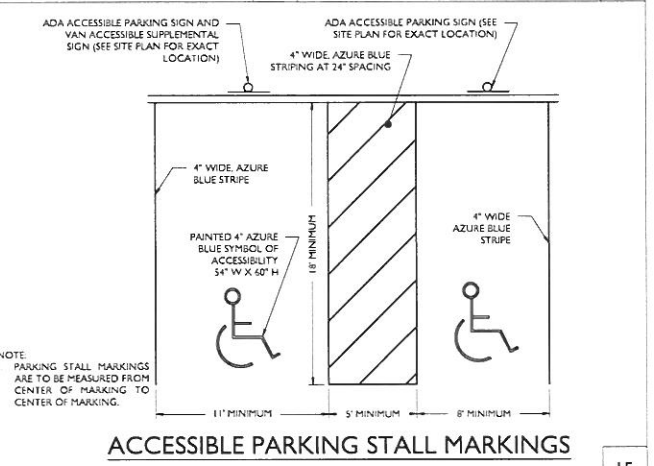 ADA ACCESSIBLE PARKING SIGN AND
VAN ACCESSIBLE SUPPLEMENTAL
SIGN (SEE SITE PLAN FOR EXACT
LOCATION)
ADA ACCESSIBLE PARKING SIGN (SEE
SITE PLAN FOR EXACT LOCATION)
4" WIDE, AZURE BLUE
STRIPING AT 24" SPACING
4" WIDE, AZURE
BLUE STRIPE
PAINTED 4" AZURE
BLUE SYMBOL OF
ACCESSIBILITY
54" W X 60" H
18' MINIMUM
4" WIDE
AZURE BLUE
STRIPE
NOTE:
PARKING STALL MARKINGS
ARE TO BE MEASURED FROM
CENTER OF MARKING TO
CENTER OF MARKING.
11' MINIMUM
5' MINIMUM
8' MINIMUM
ACCESSIBLE PARKING STALL MARKINGS